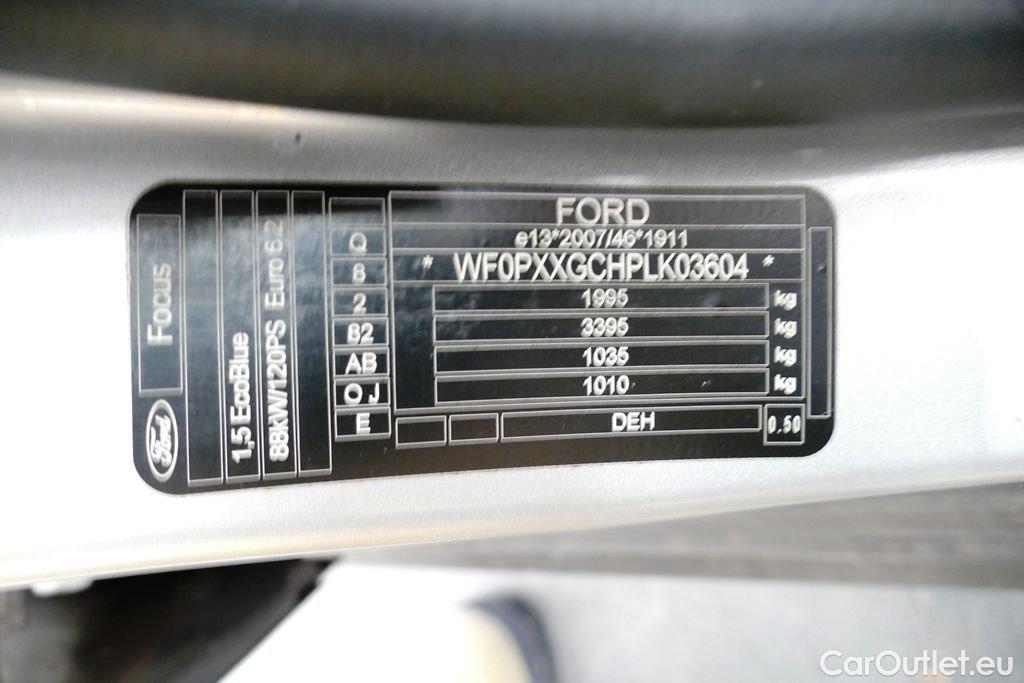 Ford
Focus
1,5 EcoBlue
88kW/120PS Euro 6.2
Q
8
2
82
AB
O J
E
FORD
e13*2007/46*1911
* WF0PXXGCHPLK03604 *
1995 kg
3395 kg
1035 kg
1010 kg
DEH
0.50
CarOutlet.eu